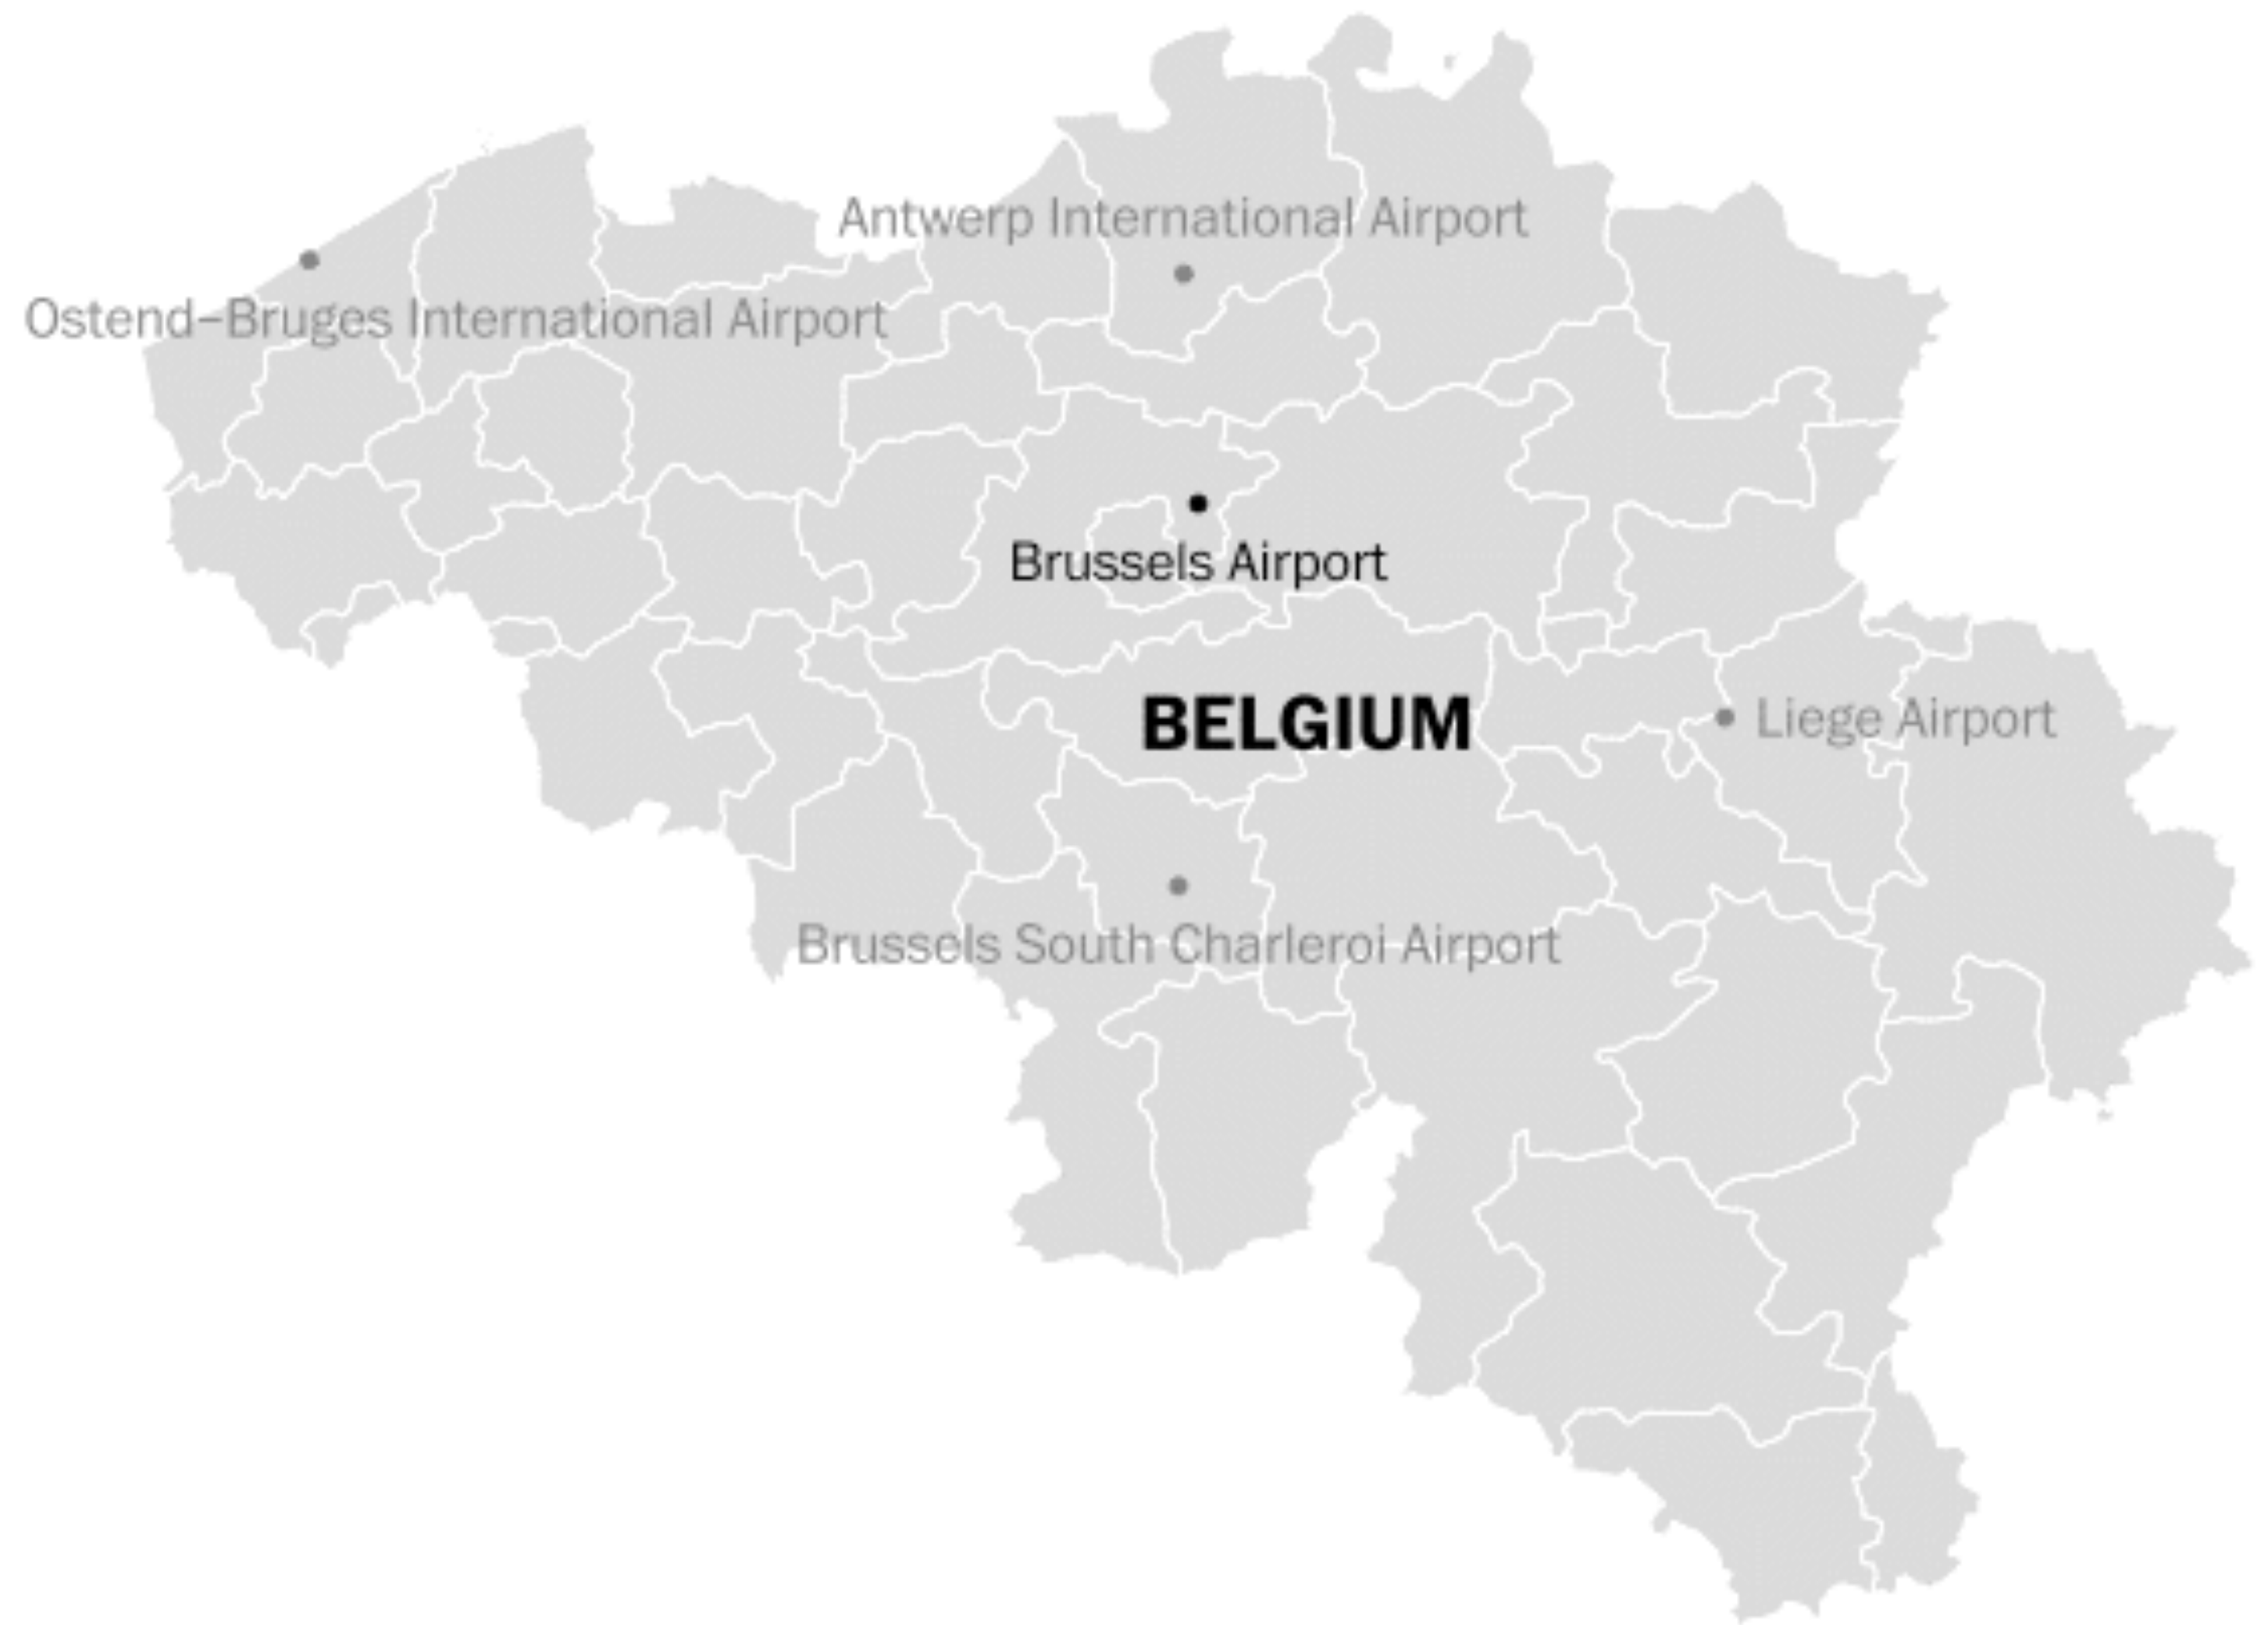 Antwerp International Airport
Ostend–Bruges International Airport
Brussels Airport
BELGIUM
Liege Airport
Brussels South Charleroi Airport